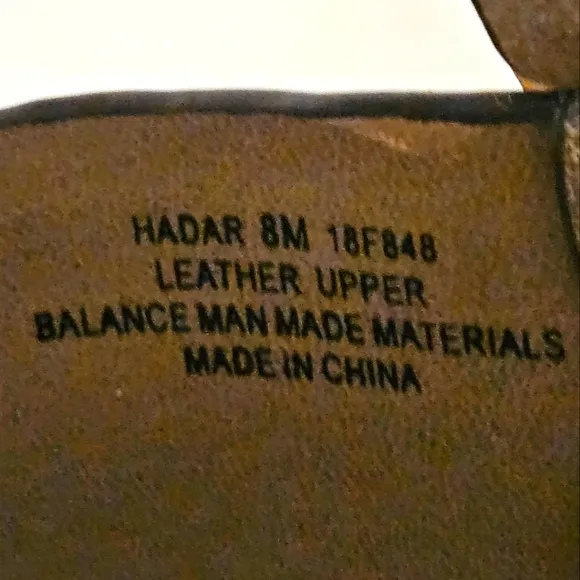 HADAR 8M 18F848
LEATHER UPPER
BALANCE MAN MADE MATERIALS
MADE IN CHINA